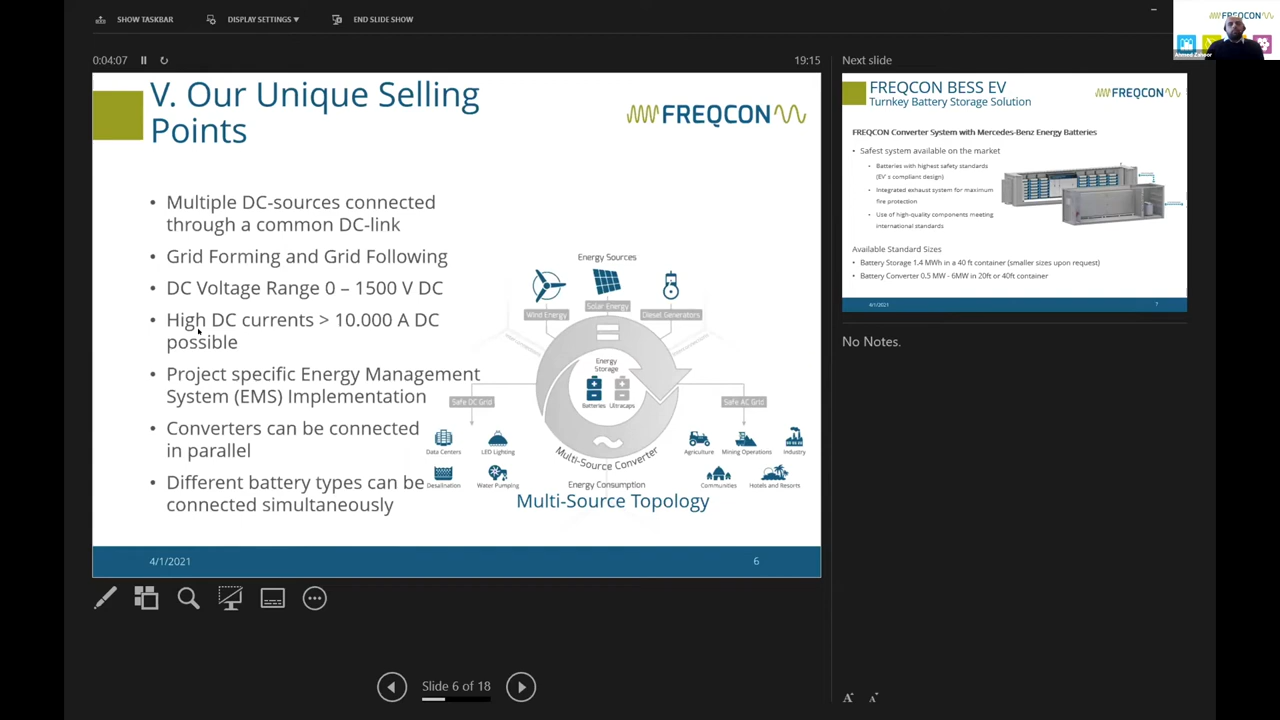 SHOW TASKBAR
DISPLAY SETTINGS ▾
END SLIDE SHOW
FREQCON
Ahmed Zahoor
0:04:07
19:15
V. Our Unique Selling
Points
FREQCON
• Multiple DC-sources connected
through a common DC-link
• Grid Forming and Grid Following
• DC Voltage Range 0 – 1500 V DC
• High DC currents > 10.000 A DC
possible
• Project specific Energy Management
System (EMS) Implementation
• Converters can be connected
in parallel
• Different battery types can be
connected simultaneously
Energy Sources
Wind Energy
Solar Energy
Diesel Generators
Energy
Storage
Batteries
Ultracaps
Safe DC Grid
Safe AC Grid
Data Centers
LED Lighting
Desalination
Water Pumping
Agriculture
Mining Operations
Industry
Communities
Hotels and Resorts
Multi-Source Converter
Energy Consumption
Multi-Source Topology
4/1/2021
6
Next slide
FREQCON BESS EV
Turnkey Battery Storage Solution
FREQCON
FREQCON Converter System with Mercedes-Benz Energy Batteries
• Safest system available on the market
• Batteries with highest safety standards
(EV's compliant design)
• Integrated exhaust system for maximum
fire protection
• Use of high-quality components meeting
international standards
Available Standard Sizes
• Battery Storage 1.4 MWh in a 40 ft container (smaller sizes upon request)
• Battery Converter 0.5 MW - 6MW in 20ft or 40ft container
4/1/2021
7
No Notes.
Slide 6 of 18
A
A